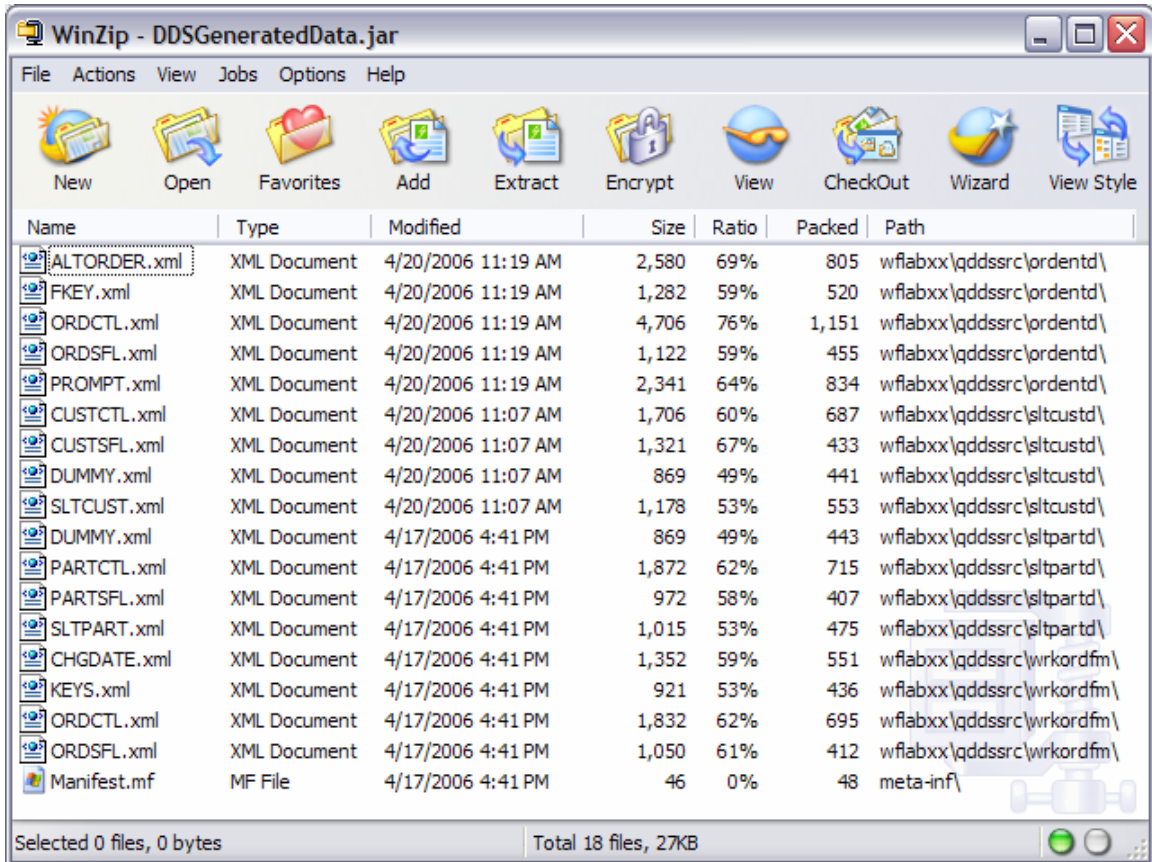 WinZip - DDSGeneratedData.jar
File Actions View Jobs Options Help
New Open Favorites Add Extract Encrypt View CheckOut Wizard View Style
Name Type Modified Size Ratio Packed Path
ALTORDER.xml XML Document 4/20/2006 11:19 AM 2,580 69% 805 wflabxx\qddssrc\ordentd\
FKEY.xml XML Document 4/20/2006 11:19 AM 1,282 59% 520 wflabxx\qddssrc\ordentd\
ORDCTL.xml XML Document 4/20/2006 11:19 AM 4,706 76% 1,151 wflabxx\qddssrc\ordentd\
ORDSFL.xml XML Document 4/20/2006 11:19 AM 1,122 59% 455 wflabxx\qddssrc\ordentd\
PROMPT.xml XML Document 4/20/2006 11:19 AM 2,341 64% 834 wflabxx\qddssrc\ordentd\
CUSTCTL.xml XML Document 4/20/2006 11:07 AM 1,706 60% 687 wflabxx\qddssrc\sltcustd\
CUSTSFL.xml XML Document 4/20/2006 11:07 AM 1,321 67% 433 wflabxx\qddssrc\sltcustd\
DUMMY.xml XML Document 4/20/2006 11:07 AM 869 49% 441 wflabxx\qddssrc\sltcustd\
SLTCUST.xml XML Document 4/20/2006 11:07 AM 1,178 53% 553 wflabxx\qddssrc\sltcustd\
DUMMY.xml XML Document 4/17/2006 4:41 PM 869 49% 443 wflabxx\qddssrc\sltpartd\
PARTCTL.xml XML Document 4/17/2006 4:41 PM 1,872 62% 715 wflabxx\qddssrc\sltpartd\
PARTSFL.xml XML Document 4/17/2006 4:41 PM 972 58% 407 wflabxx\qddssrc\sltpartd\
SLTPART.xml XML Document 4/17/2006 4:41 PM 1,015 53% 475 wflabxx\qddssrc\sltpartd\
CHGDATE.xml XML Document 4/17/2006 4:41 PM 1,352 59% 551 wflabxx\qddssrc\wrkordfm\
KEYS.xml XML Document 4/17/2006 4:41 PM 921 53% 436 wflabxx\qddssrc\wrkordfm\
ORDCTL.xml XML Document 4/17/2006 4:41 PM 1,832 62% 695 wflabxx\qddssrc\wrkordfm\
ORDSFL.xml XML Document 4/17/2006 4:41 PM 1,050 61% 412 wflabxx\qddssrc\wrkordfm\
Manifest.mf MF File 4/17/2006 4:41 PM 46 0% 48 meta-inf\
Selected 0 files, 0 bytes Total 18 files, 27KB